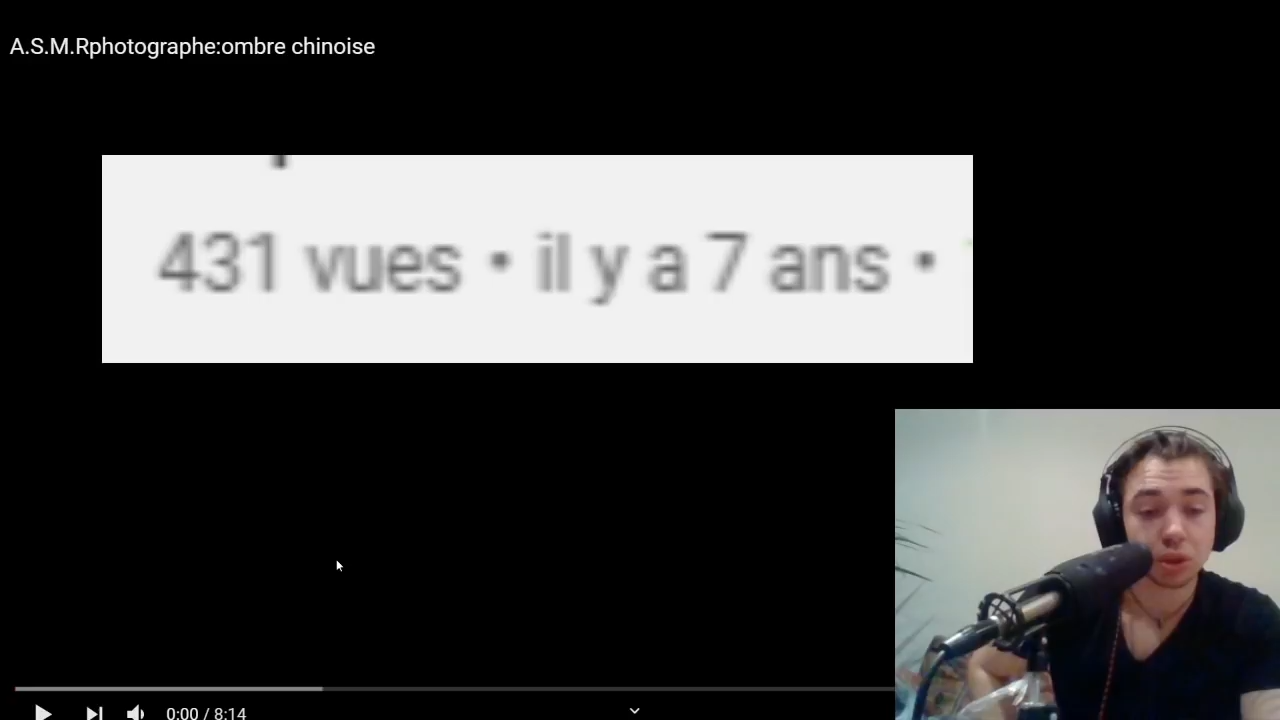 A.S.M.Rphotographe:ombre chinoise
431 vues • il y a 7 ans •
0:00 / 8:14